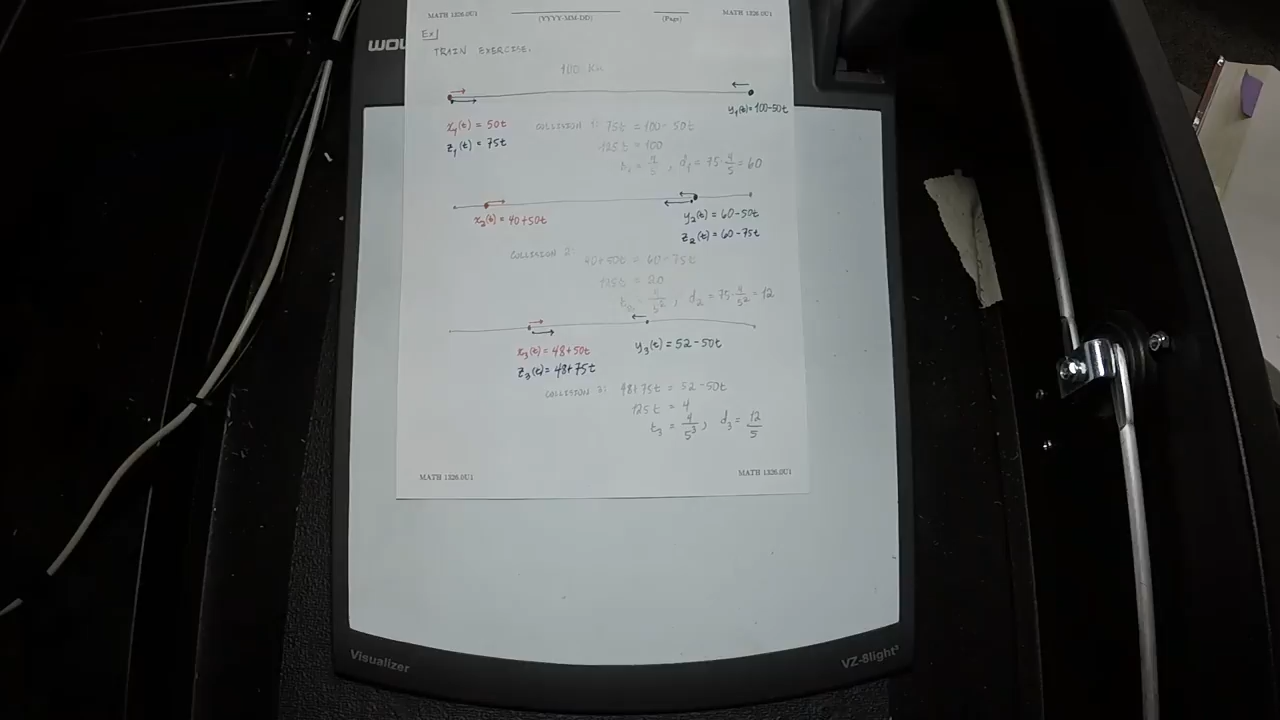 MATH 1326.0U1 (YYYY-MM-DD) (Page) MATH 1326.0U1
Ex
TRAIN EXERCISE.
100 Km
x₁(t) = 50t
z₁(t) = 75t
y₁(t) = 100-50t
COLLISION 1: 75t = 100 - 50t
125t = 100
t₁ = 4/5, d₁ = 75·4/5 = 60
x₂(t) = 40+50t
y₂(t) = 60-50t
z₂(t) = 60-75t
COLLISION 2:
40+50t = 60-75t
125t = 20
t₂ = 4/5², d₂ = 75·4/5² = 12
x₃(t) = 48+50t
z₃(t) = 48+75t
y₃(t) = 52-50t
COLLISION 3: 48+75t = 52-50t
125t = 4
t₃ = 4/5³, d₃ = 12/5
MATH 1326.0U1 MATH 1326.0U1
Visualizer VZ-8light³